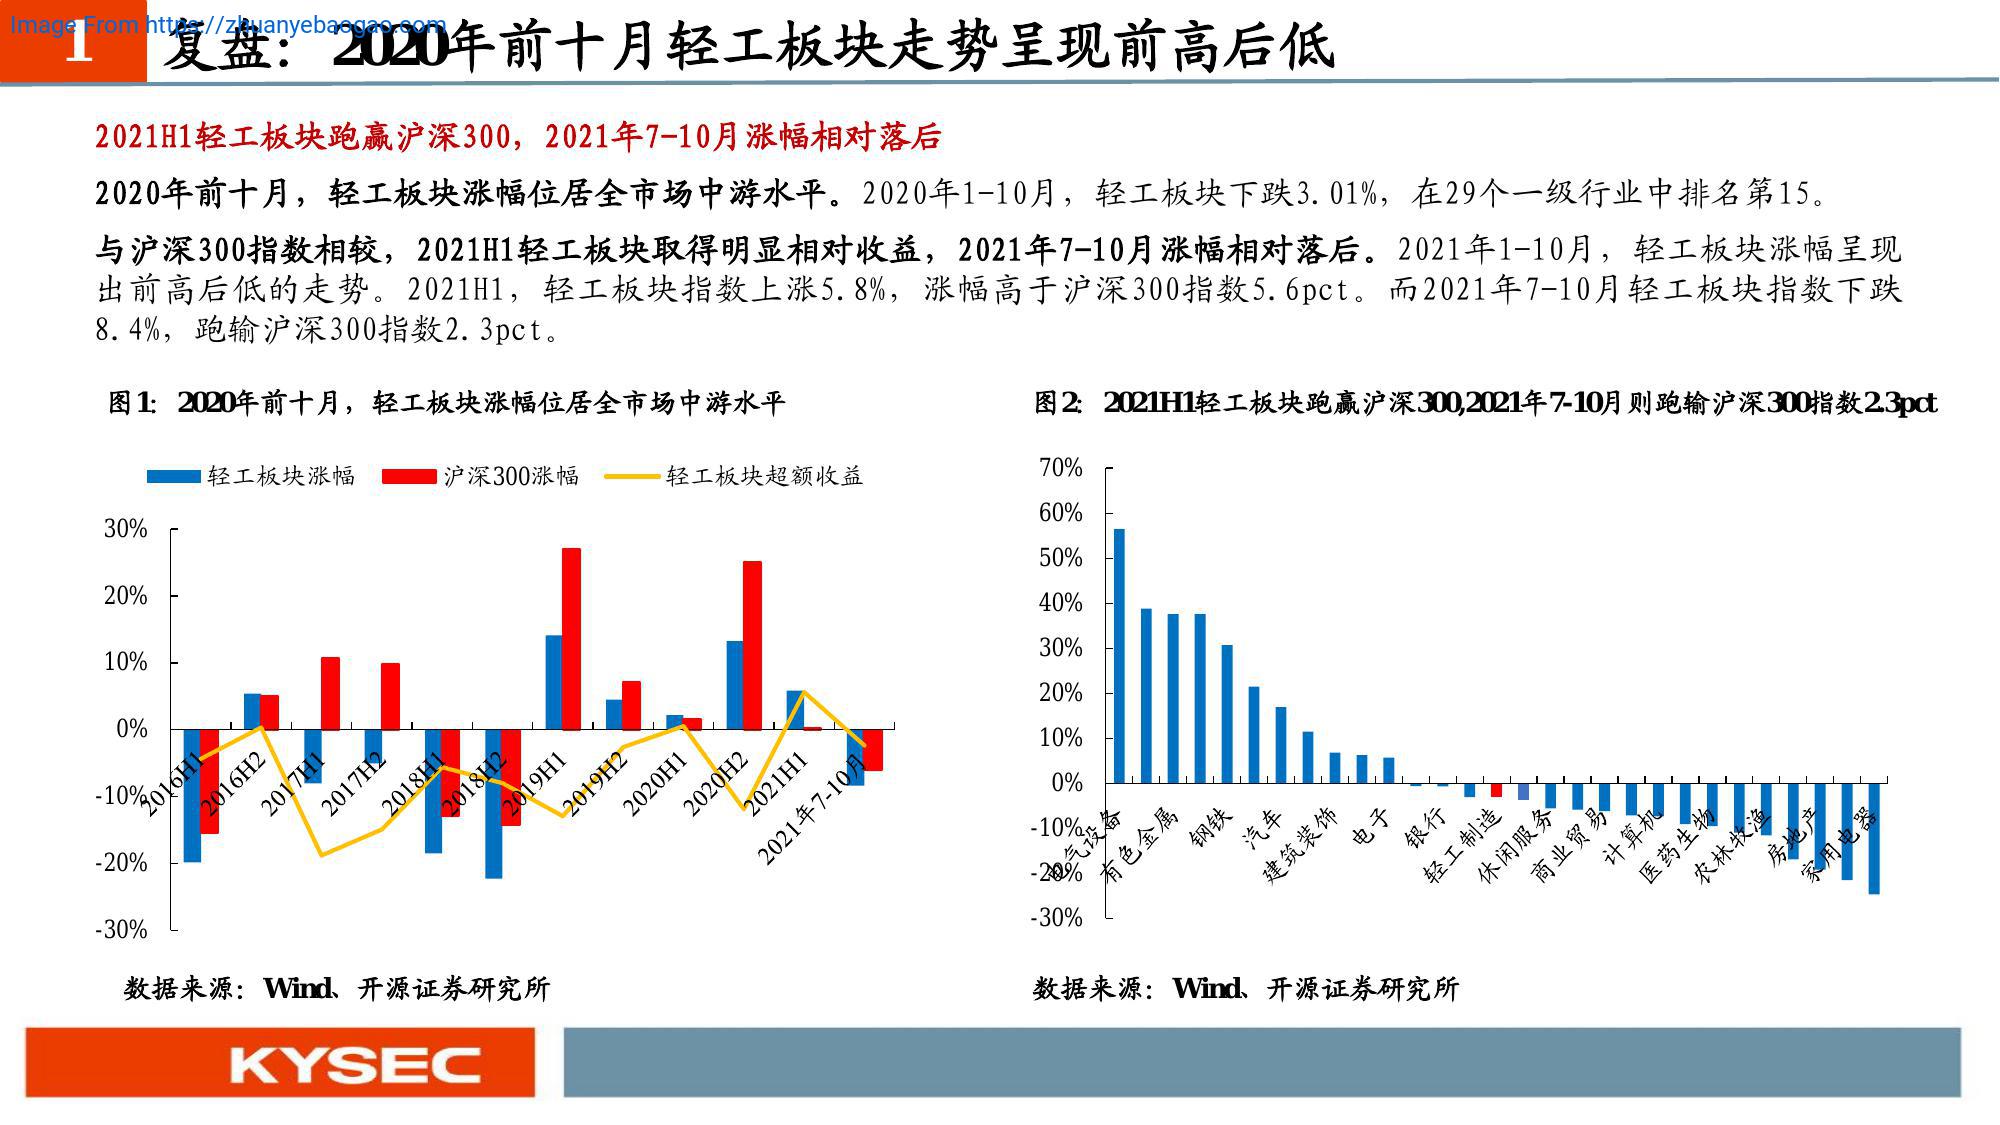 Image From https://zhuanyebaogao.com
1
复盘：2020年前十月轻工板块走势呈现前高后低
2021H1轻工板块跑赢沪深300，2021年7-10月涨幅相对落后
2020年前十月，轻工板块涨幅位居全市场中游水平。2020年1-10月，轻工板块下跌3.01%，在29个一级行业中排名第15。
与沪深300指数相较，2021H1轻工板块取得明显相对收益，2021年7-10月涨幅相对落后。2021年1-10月，轻工板块涨幅呈现
出前高后低的走势。2021H1，轻工板块指数上涨5.8%，涨幅高于沪深300指数5.6pct。而2021年7-10月轻工板块指数下跌
8.4%，跑输沪深300指数2.3pct。
图1：2020年前十月，轻工板块涨幅位居全市场中游水平
轻工板块涨幅 沪深300涨幅 轻工板块超额收益
30%
20%
10%
0%
-10%
-20%
-30%
2016H1 2016H2 2017H1 2017H2 2018H1 2018H2 2019H1 2019H2 2020H1 2020H2 2021H1 2021年7-10月
数据来源：Wind、开源证券研究所
图2：2021H1轻工板块跑赢沪深300,2021年7-10月则跑输沪深300指数2.3pct
70%
60%
50%
40%
30%
20%
10%
0%
-10%
-20%
-30%
电气设备 有色金属 钢铁 汽车 建筑装饰 电子 银行 轻工制造 休闲服务 商业贸易 计算机 医药生物 农林牧渔 房地产 家用电器
数据来源：Wind、开源证券研究所
KYSEC